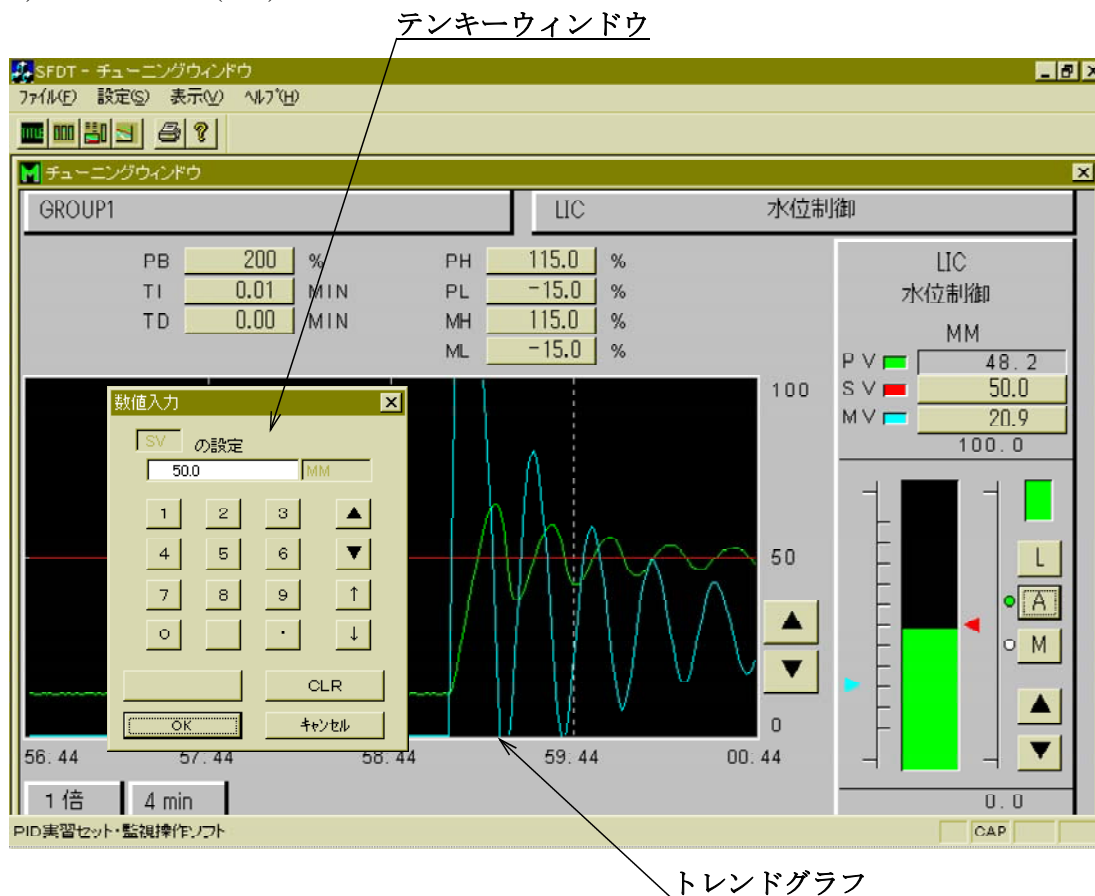 テンキーウィンドウ
SFDT - チューニングウィンドウ
ファイル(F) 設定(S) 表示(V) ヘルプ(H)
チューニングウィンドウ
GROUP1
LIC 水位制御
PB 200 %
TI 0.01 MIN
TD 0.00 MIN
PH 115.0 %
PL -15.0 %
MH 115.0 %
ML -15.0 %
LIC
水位制御
MM
PV 48.2
SV 50.0
MV 20.9
100.0
数値入力
SV の設定
50.0 MM
1 2 3 ▲
4 5 6 ▼
7 8 9 ↑
0 · ↓
CLR
OK キャンセル
100
50
0
56:44 57:44 58:44 59:44 00:44
L
A
M
0.0
1倍 4 min
PID実習セット・監視操作ソフト
CAP
トレンドグラフ